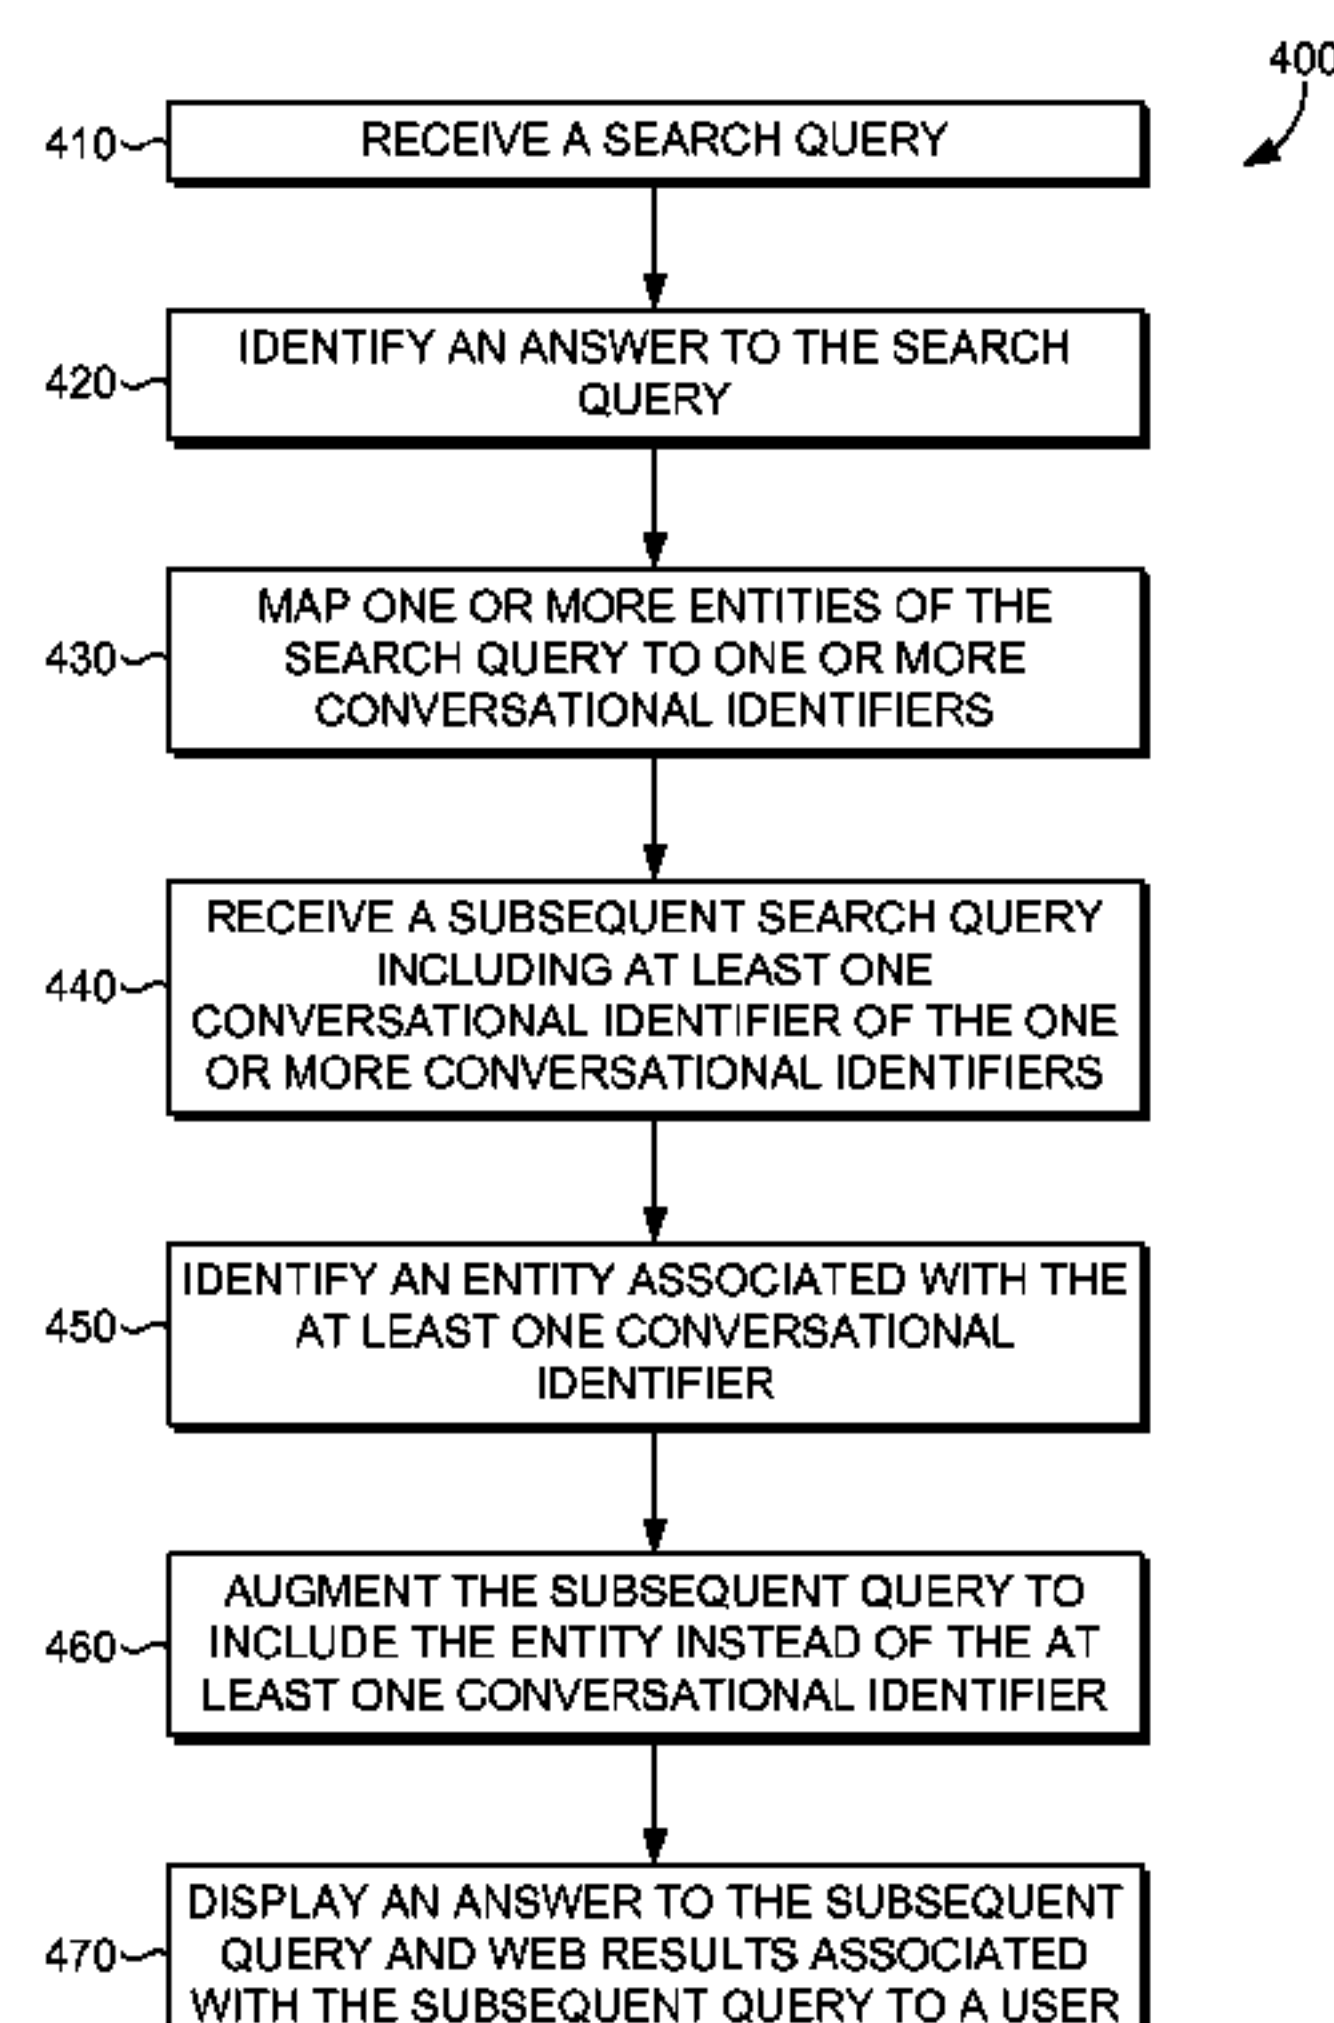 400
410
RECEIVE A SEARCH QUERY
420
IDENTIFY AN ANSWER TO THE SEARCH
QUERY
430
MAP ONE OR MORE ENTITIES OF THE
SEARCH QUERY TO ONE OR MORE
CONVERSATIONAL IDENTIFIERS
440
RECEIVE A SUBSEQUENT SEARCH QUERY
INCLUDING AT LEAST ONE
CONVERSATIONAL IDENTIFIER OF THE ONE
OR MORE CONVERSATIONAL IDENTIFIERS
450
IDENTIFY AN ENTITY ASSOCIATED WITH THE
AT LEAST ONE CONVERSATIONAL
IDENTIFIER
460
AUGMENT THE SUBSEQUENT QUERY TO
INCLUDE THE ENTITY INSTEAD OF THE AT
LEAST ONE CONVERSATIONAL IDENTIFIER
470
DISPLAY AN ANSWER TO THE SUBSEQUENT
QUERY AND WEB RESULTS ASSOCIATED
WITH THE SUBSEQUENT QUERY TO A USER